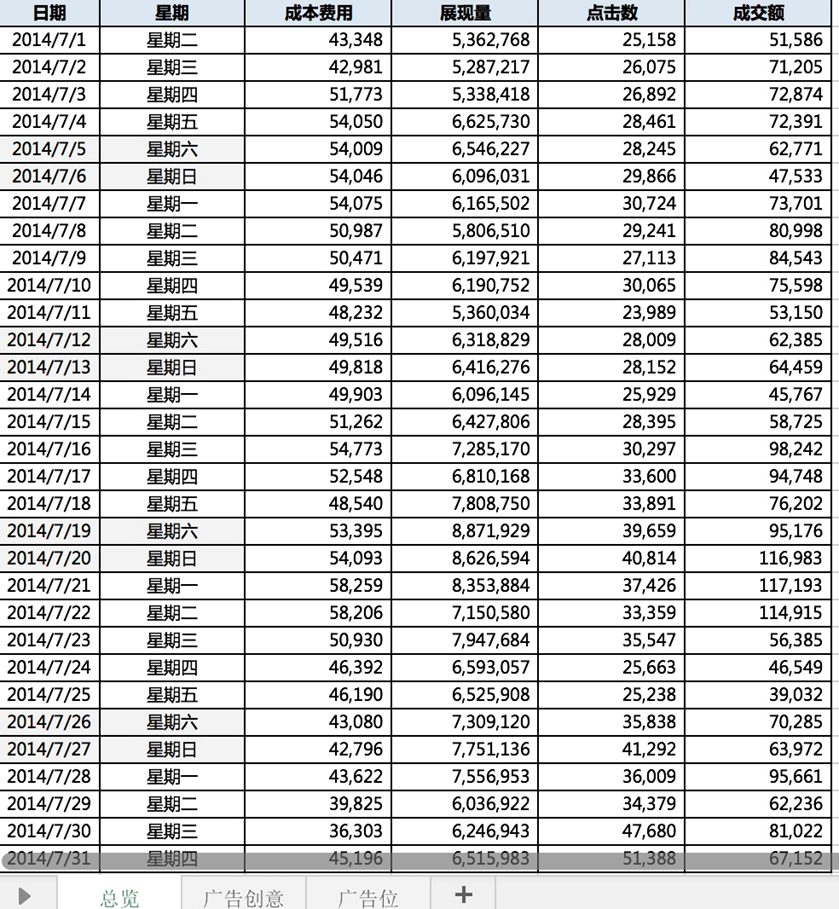 日期 星期 成本费用 展现量 点击数 成交额
2014/7/1 星期二 43,348 5,362,768 25,158 51,586
2014/7/2 星期三 42,981 5,287,217 26,075 71,205
2014/7/3 星期四 51,773 5,338,418 26,892 72,874
2014/7/4 星期五 54,050 6,625,730 28,461 72,391
2014/7/5 星期六 54,009 6,546,227 28,245 62,771
2014/7/6 星期日 54,046 6,096,031 29,866 47,533
2014/7/7 星期一 54,075 6,165,502 30,724 73,701
2014/7/8 星期二 50,987 5,806,510 29,241 80,998
2014/7/9 星期三 50,471 6,197,921 27,113 84,543
2014/7/10 星期四 49,539 6,190,752 30,065 75,598
2014/7/11 星期五 48,232 5,360,034 23,989 53,150
2014/7/12 星期六 49,516 6,318,829 28,009 62,385
2014/7/13 星期日 49,818 6,416,276 28,152 64,459
2014/7/14 星期一 49,903 6,096,145 25,929 45,767
2014/7/15 星期二 51,262 6,427,806 28,395 58,725
2014/7/16 星期三 54,773 7,285,170 30,297 98,242
2014/7/17 星期四 52,548 6,810,168 33,600 94,748
2014/7/18 星期五 48,540 7,808,750 33,891 76,202
2014/7/19 星期六 53,395 8,871,929 39,659 95,176
2014/7/20 星期日 54,093 8,626,594 40,814 116,983
2014/7/21 星期一 58,259 8,353,884 37,426 117,193
2014/7/22 星期二 58,206 7,150,580 33,359 114,915
2014/7/23 星期三 50,930 7,947,684 35,547 56,385
2014/7/24 星期四 46,392 6,593,057 25,663 46,549
2014/7/25 星期五 46,190 6,525,908 25,238 39,032
2014/7/26 星期六 43,080 7,309,120 35,838 70,285
2014/7/27 星期日 42,796 7,751,136 41,292 63,972
2014/7/28 星期一 43,622 7,556,953 36,009 95,661
2014/7/29 星期二 39,825 6,036,922 34,379 62,236
2014/7/30 星期三 36,303 6,246,943 47,680 81,022
2014/7/31 星期四 45,196 6,515,983 51,388 67,152
总览 广告创意 广告位 +